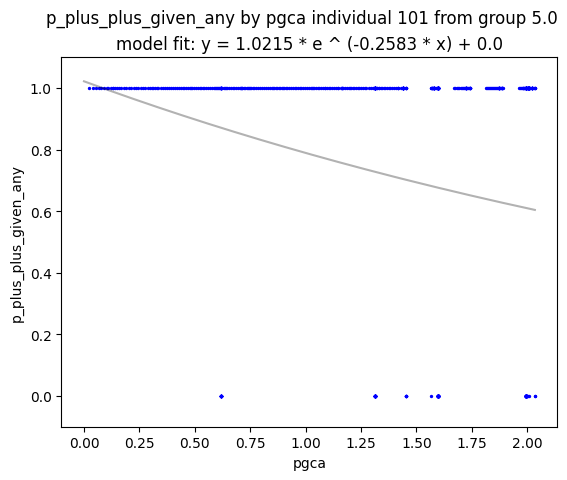 p_plus_plus_given_any by pgca individual 101 from group 5.0
model fit: y = 1.0215 * e ^ (-0.2583 * x) + 0.0
1.0
0.8
0.6
0.4
0.2
0.0
p_plus_plus_given_any
0.00 0.25 0.50 0.75 1.00 1.25 1.50 1.75 2.00
pgca